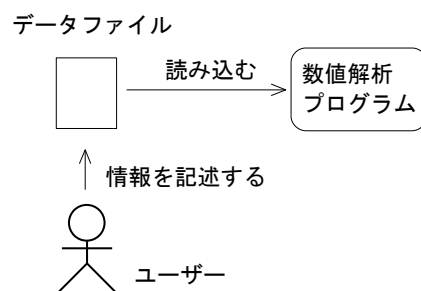 データファイル
読み込む
数値解析
プログラム
情報を記述する
ユーザー